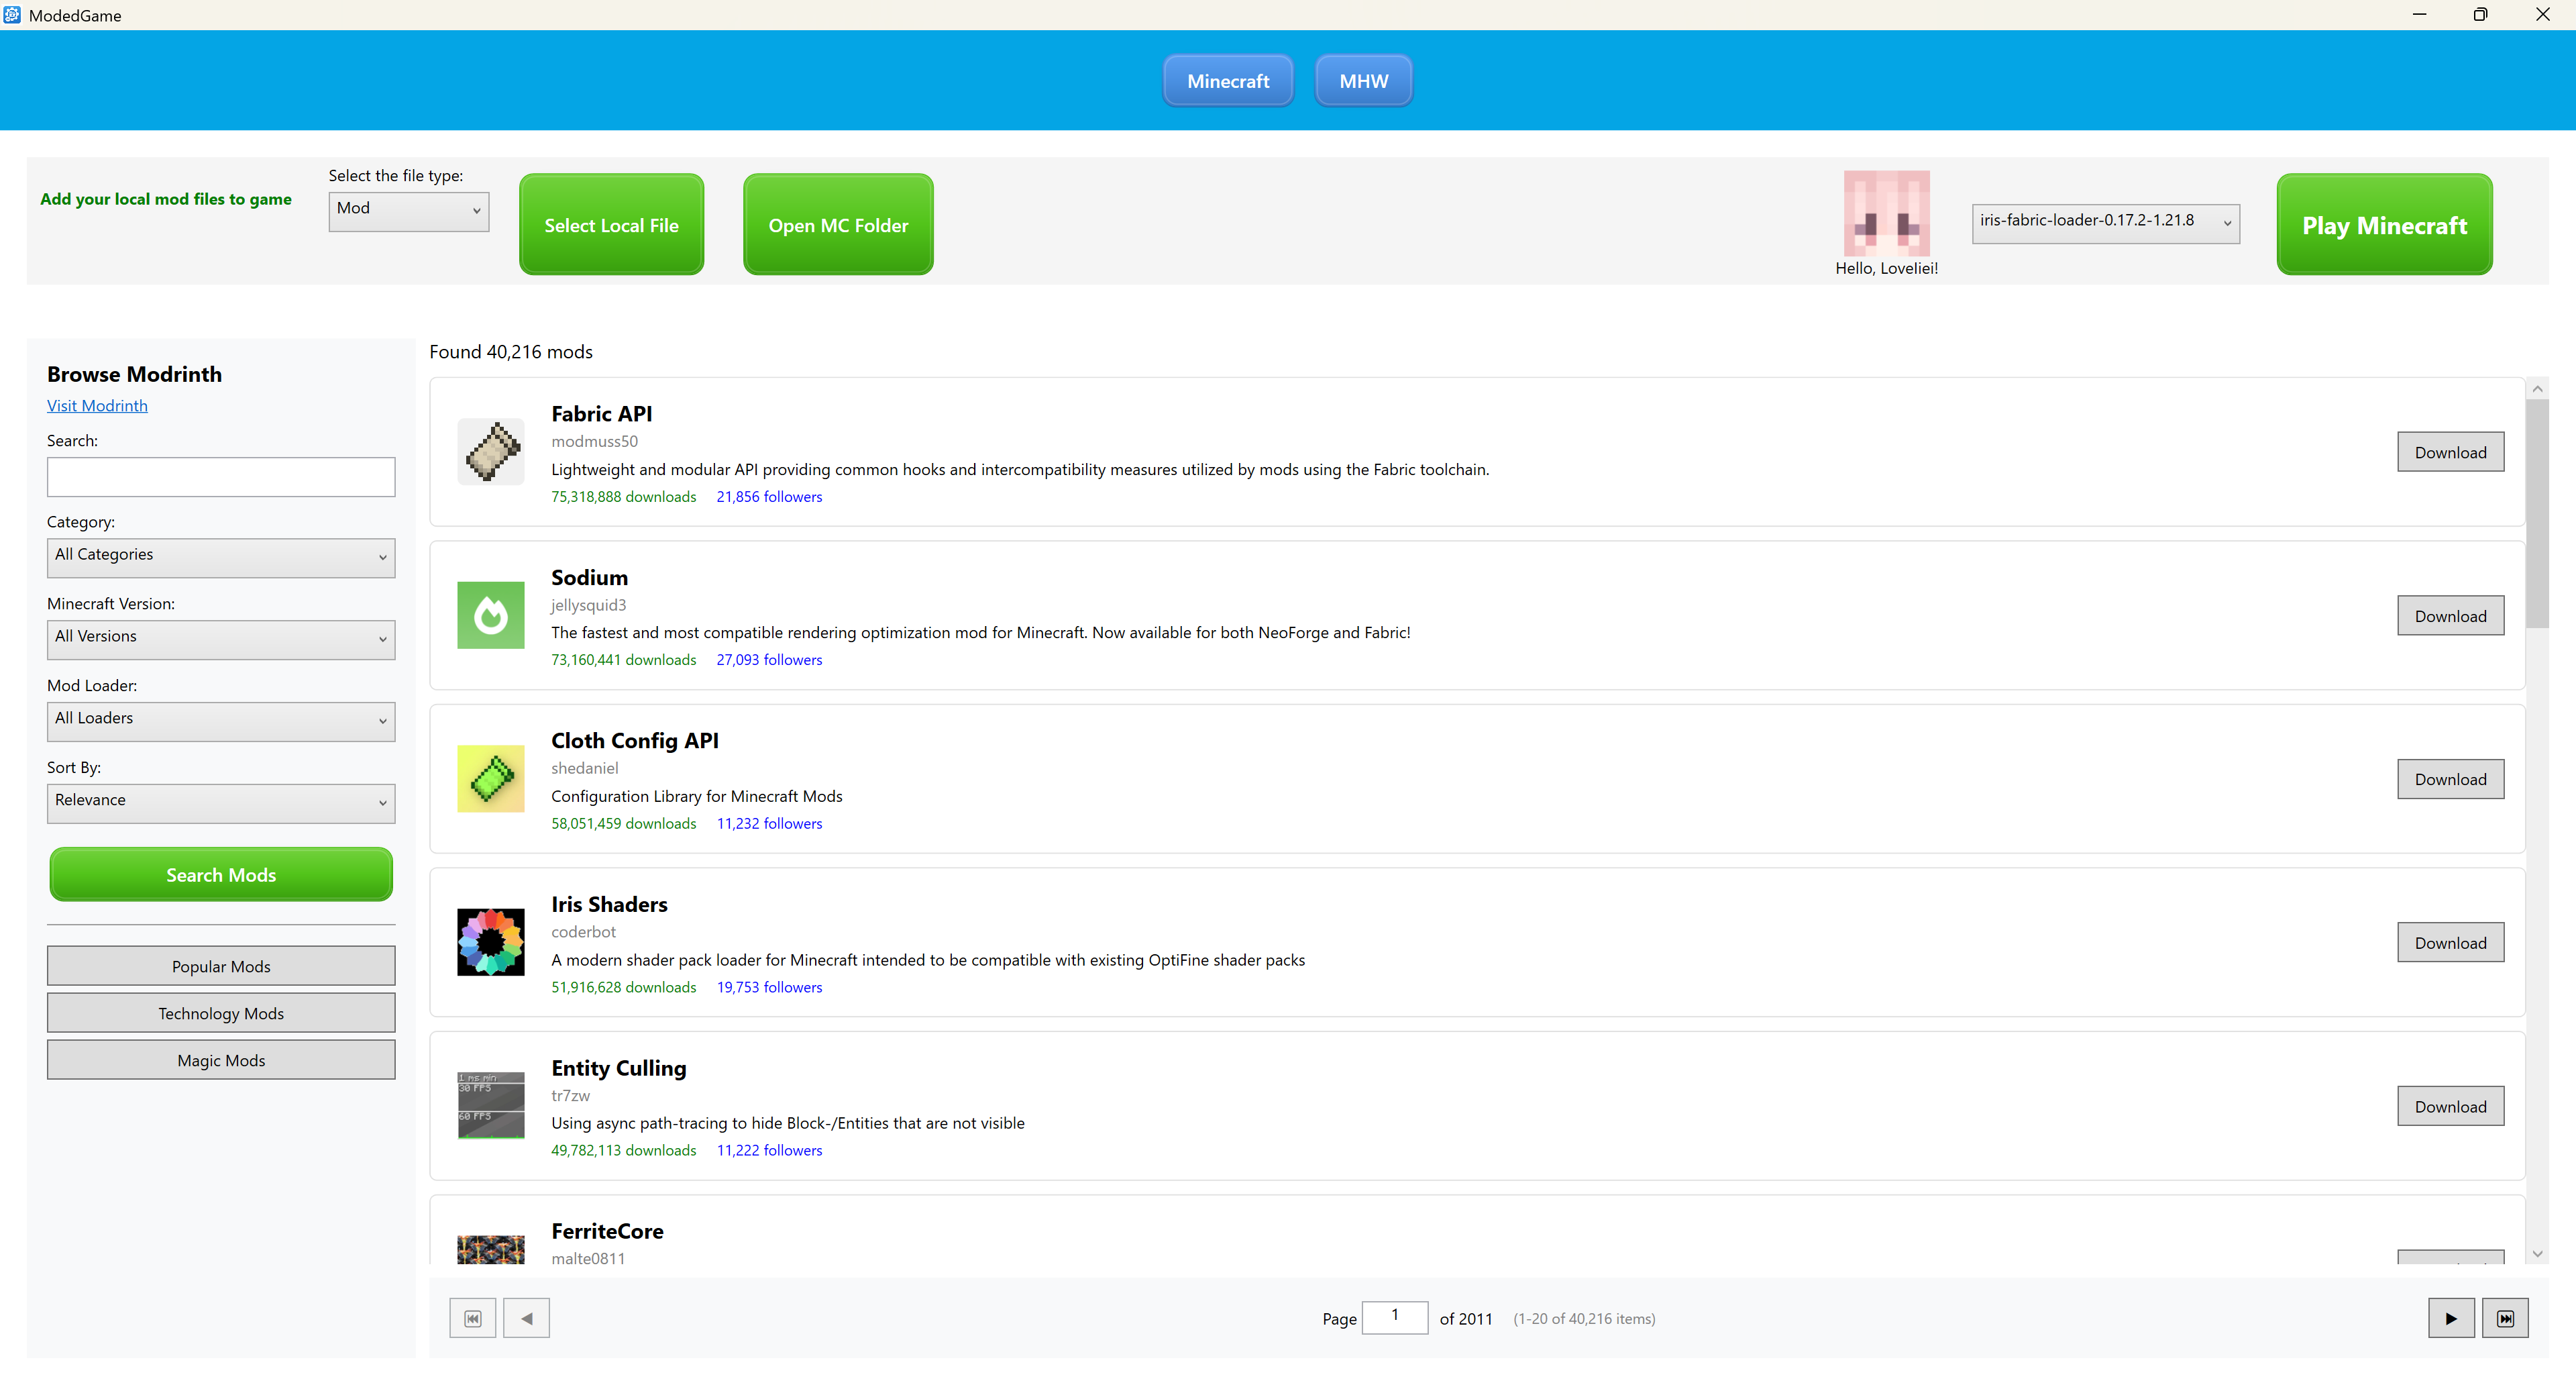 ModedGame
Minecraft
MHW
Add your local mod files to game
Select the file type:
Mod
Select Local File
Open MC Folder
Hello, Loveliei!
iris-fabric-loader-0.17.2-1.21.8
Play Minecraft
Browse Modrinth
Visit Modrinth
Search:
Category:
All Categories
Minecraft Version:
All Versions
Mod Loader:
All Loaders
Sort By:
Relevance
Search Mods
Popular Mods
Technology Mods
Magic Mods
Found 40,216 mods
Fabric API
modmuss50
Lightweight and modular API providing common hooks and intercompatibility measures utilized by mods using the Fabric toolchain.
75,318,888 downloads 21,856 followers
Download
Sodium
jellysquid3
The fastest and most compatible rendering optimization mod for Minecraft. Now available for both NeoForge and Fabric!
73,160,441 downloads 27,093 followers
Download
Cloth Config API
shedaniel
Configuration Library for Minecraft Mods
58,051,459 downloads 11,232 followers
Download
Iris Shaders
coderbot
A modern shader pack loader for Minecraft intended to be compatible with existing OptiFine shader packs
51,916,628 downloads 19,753 followers
Download
1 ms min
30 FPS
60 FPS
Entity Culling
tr7zw
Using async path-tracing to hide Block-/Entities that are not visible
49,782,113 downloads 11,222 followers
Download
FerriteCore
malte0811
Page 1 of 2011 (1-20 of 40,216 items)